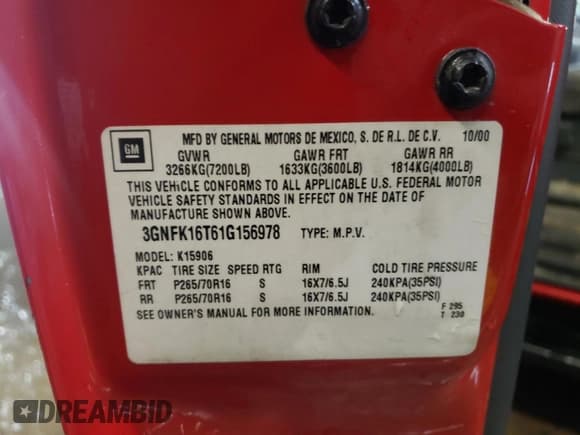 GM
MFD BY GENERAL MOTORS DE MEXICO, S. DE R.L. DE C.V. 10/00
GVWR GAWR FRT GAWR RR
3266KG(7200LB) 1633KG(3600LB) 1814KG(4000LB)
THIS VEHICLE CONFORMS TO ALL APPLICABLE U.S. FEDERAL MOTOR
VEHICLE SAFETY STANDARDS IN EFFECT ON THE DATE OF
MANUFACTURE SHOWN ABOVE.
3GNFK16T61G156978 TYPE: M.P.V.
MODEL: K15906
KPAC TIRE SIZE SPEED RTG RIM COLD TIRE PRESSURE
FRT P265/70R16 S 16X7/6.5J 240KPA(35PSI)
RR P265/70R16 S 16X7/6.5J 240KPA(35PSI)
SEE OWNER'S MANUAL FOR MORE INFORMATION.
F 295
T 230
DREAMBID